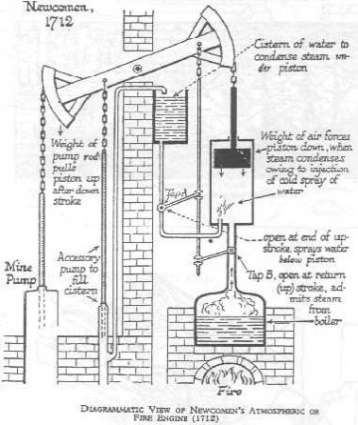 Newcomen,
1712
Cistern of water to
condense steam un-
der piston
Weight of
pump rod
pulls
piston up
after down
stroke
Weight of air forces
piston down, when
steam condenses
owing to injection
of cold spray of
water
Tap A
open at end of up-
stroke, sprays water
below piston
Mine
Pump
Accessory
pump to
fill
cistern
Tap B, open at return
(up) stroke, ad-
mits steam
from
boiler
Fire
DIAGRAMMATIC VIEW OF NEWCOMEN'S ATMOSPHERIC OR
FIRE ENGINE (1712)